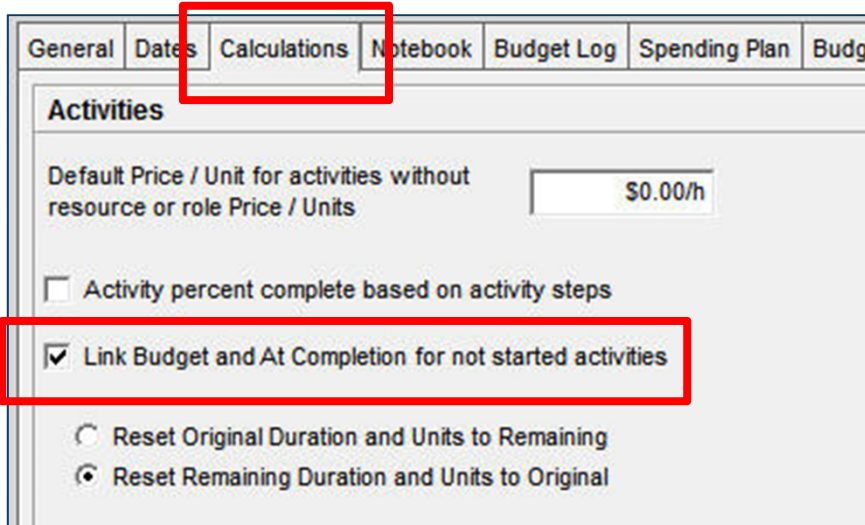 General Dates Calculations Notebook Budget Log Spending Plan Budg
Activities
Default Price / Unit for activities without
resource or role Price / Units
$0.00/h
Activity percent complete based on activity steps
Link Budget and At Completion for not started activities
Reset Original Duration and Units to Remaining
Reset Remaining Duration and Units to Original